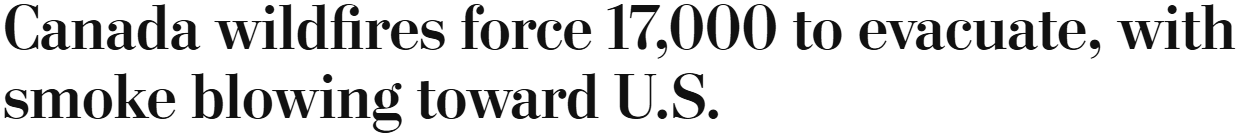 Canada wildfires force 17,000 to evacuate, with
smoke blowing toward U.S.